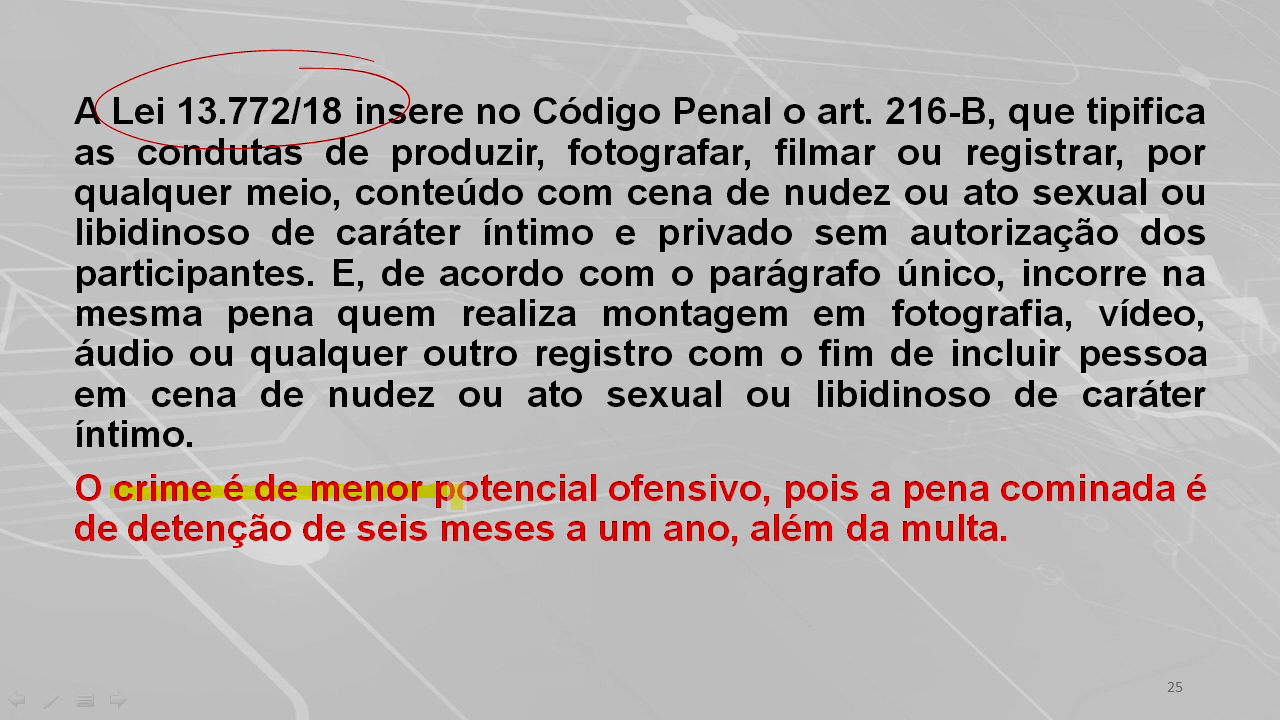 A Lei 13.772/18 insere no Código Penal o art. 216-B, que tipifica
as condutas de produzir, fotografar, filmar ou registrar, por
qualquer meio, conteúdo com cena de nudez ou ato sexual ou
libidinoso de caráter íntimo e privado sem autorização dos
participantes. E, de acordo com o parágrafo único, incorre na
mesma pena quem realiza montagem em fotografia, vídeo,
áudio ou qualquer outro registro com o fim de incluir pessoa
em cena de nudez ou ato sexual ou libidinoso de caráter
íntimo.
O crime é de menor potencial ofensivo, pois a pena cominada é
de detenção de seis meses a um ano, além da multa.
25